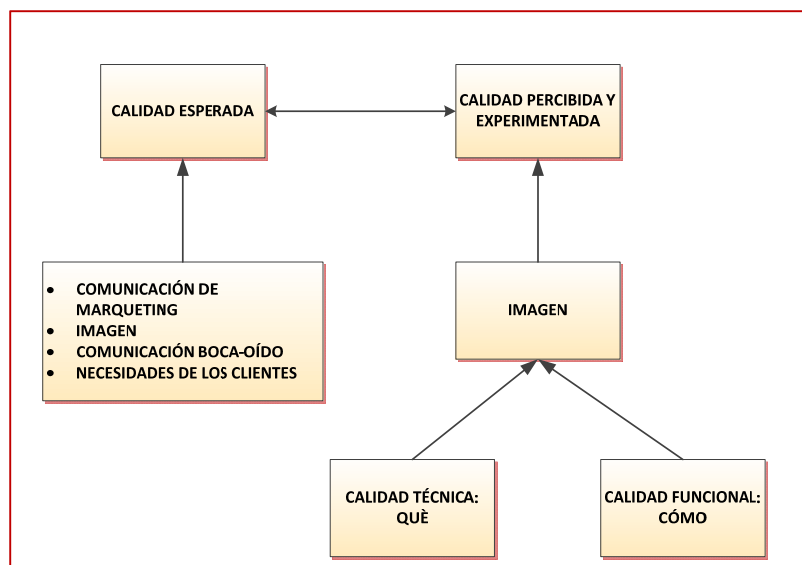 CALIDAD ESPERADA
CALIDAD PERCIBIDA Y
EXPERIMENTADA
• COMUNICACIÓN DE
MARQUETING
• IMAGEN
• COMUNICACIÓN BOCA-OÍDO
• NECESIDADES DE LOS CLIENTES
IMAGEN
CALIDAD TÉCNICA:
QUÈ
CALIDAD FUNCIONAL:
CÓMO